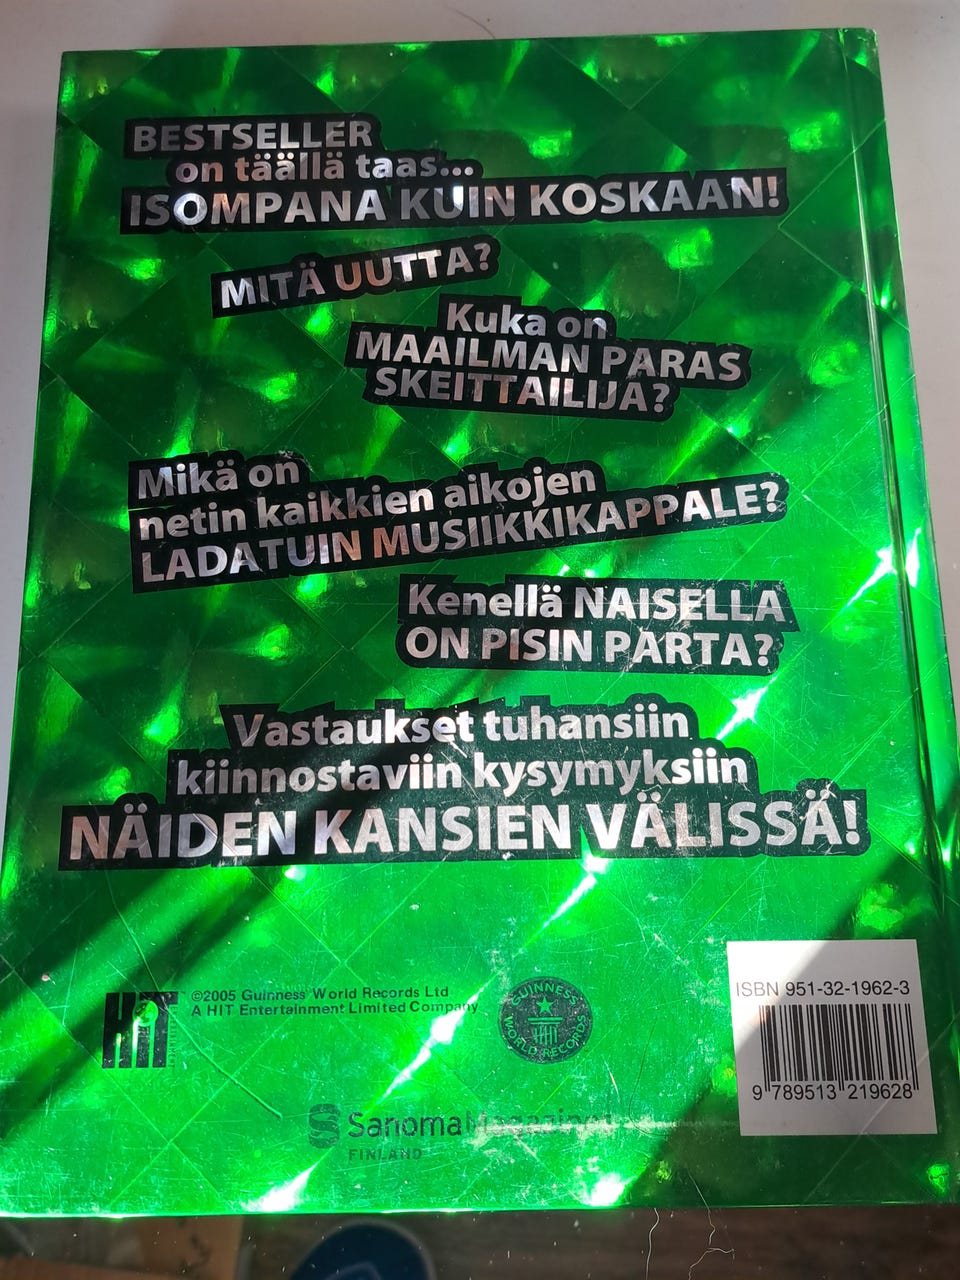 BESTSELLER
on täällä taas...
ISOMPANA KUIN KOSKAAN!
MITÄ UUTTA?
Kuka on
MAAILMAN PARAS
SKEITTAILIJA?
Mikä on
netin kaikkien aikojen
LADATUIN MUSIIKKIKAPPALE?
Kenellä NAISELLA
ON PISIN PARTA?
Vastaukset tuhansiin
kiinnostaviin kysymyksiin
NÄIDEN KANSIEN VÄLISSÄ!
HIT
ENTERTAINMENT
©2005 Guinness World Records Ltd
A HIT Entertainment Limited Company
GUINNESS
WORLD RECORDS
ISBN 951-32-1962-3
9 789513 219628
SanomaMagazines
FINLAND